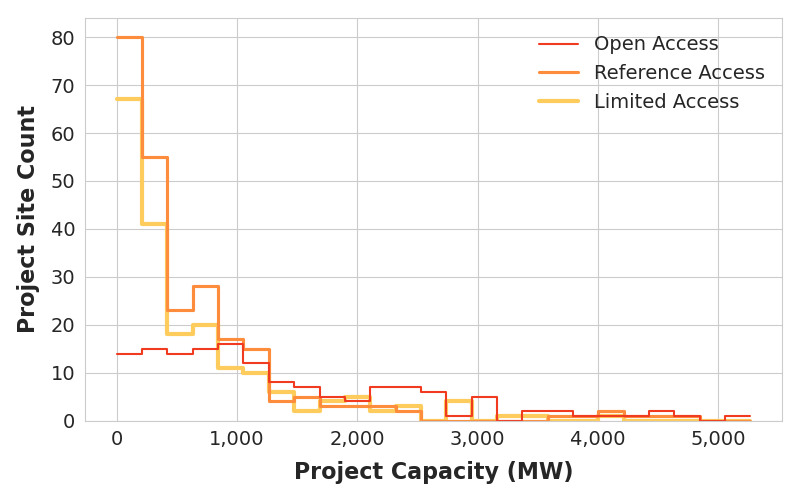 Open Access
Reference Access
Limited Access
80
70
60
50
40
30
20
10
0
Project Site Count
0 1,000 2,000 3,000 4,000 5,000
Project Capacity (MW)